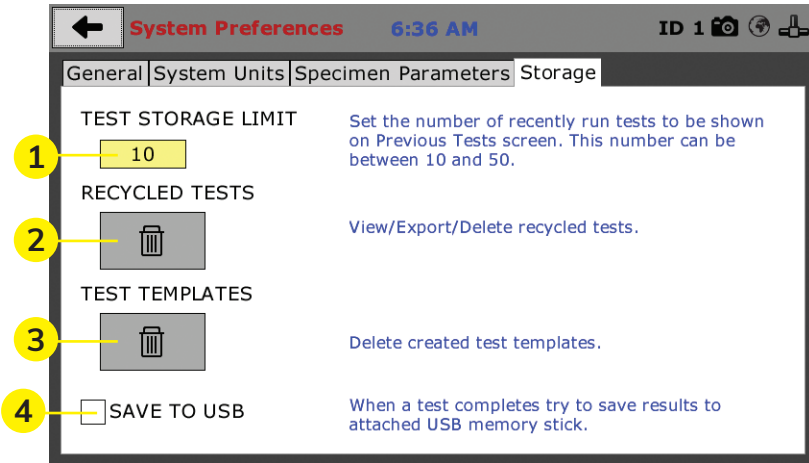 System Preferences 6:36 AM ID 1
General System Units Specimen Parameters Storage
TEST STORAGE LIMIT
Set the number of recently run tests to be shown
on Previous Tests screen. This number can be
between 10 and 50.
1
10
RECYCLED TESTS
2
View/Export/Delete recycled tests.
TEST TEMPLATES
3
Delete created test templates.
4
SAVE TO USB
When a test completes try to save results to
attached USB memory stick.